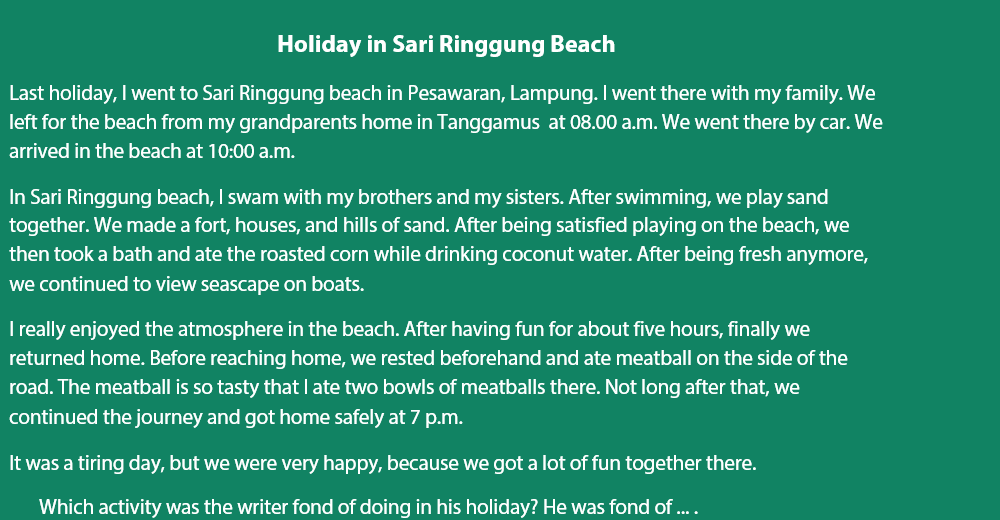 Holiday in Sari Ringgung Beach
Last holiday, I went to Sari Ringgung beach in Pesawaran, Lampung. I went there with my family. We
left for the beach from my grandparents home in Tanggamus at 08.00 a.m. We went there by car. We
arrived in the beach at 10:00 a.m.
In Sari Ringgung beach, I swam with my brothers and my sisters. After swimming, we play sand
together. We made a fort, houses, and hills of sand. After being satisfied playing on the beach, we
then took a bath and ate the roasted corn while drinking coconut water. After being fresh anymore,
we continued to view seascape on boats.
I really enjoyed the atmosphere in the beach. After having fun for about five hours, finally we
returned home. Before reaching home, we rested beforehand and ate meatball on the side of the
road. The meatball is so tasty that I ate two bowls of meatballs there. Not long after that, we
continued the journey and got home safely at 7 p.m.
It was a tiring day, but we were very happy, because we got a lot of fun together there.
Which activity was the writer fond of doing in his holiday? He was fond of ... .